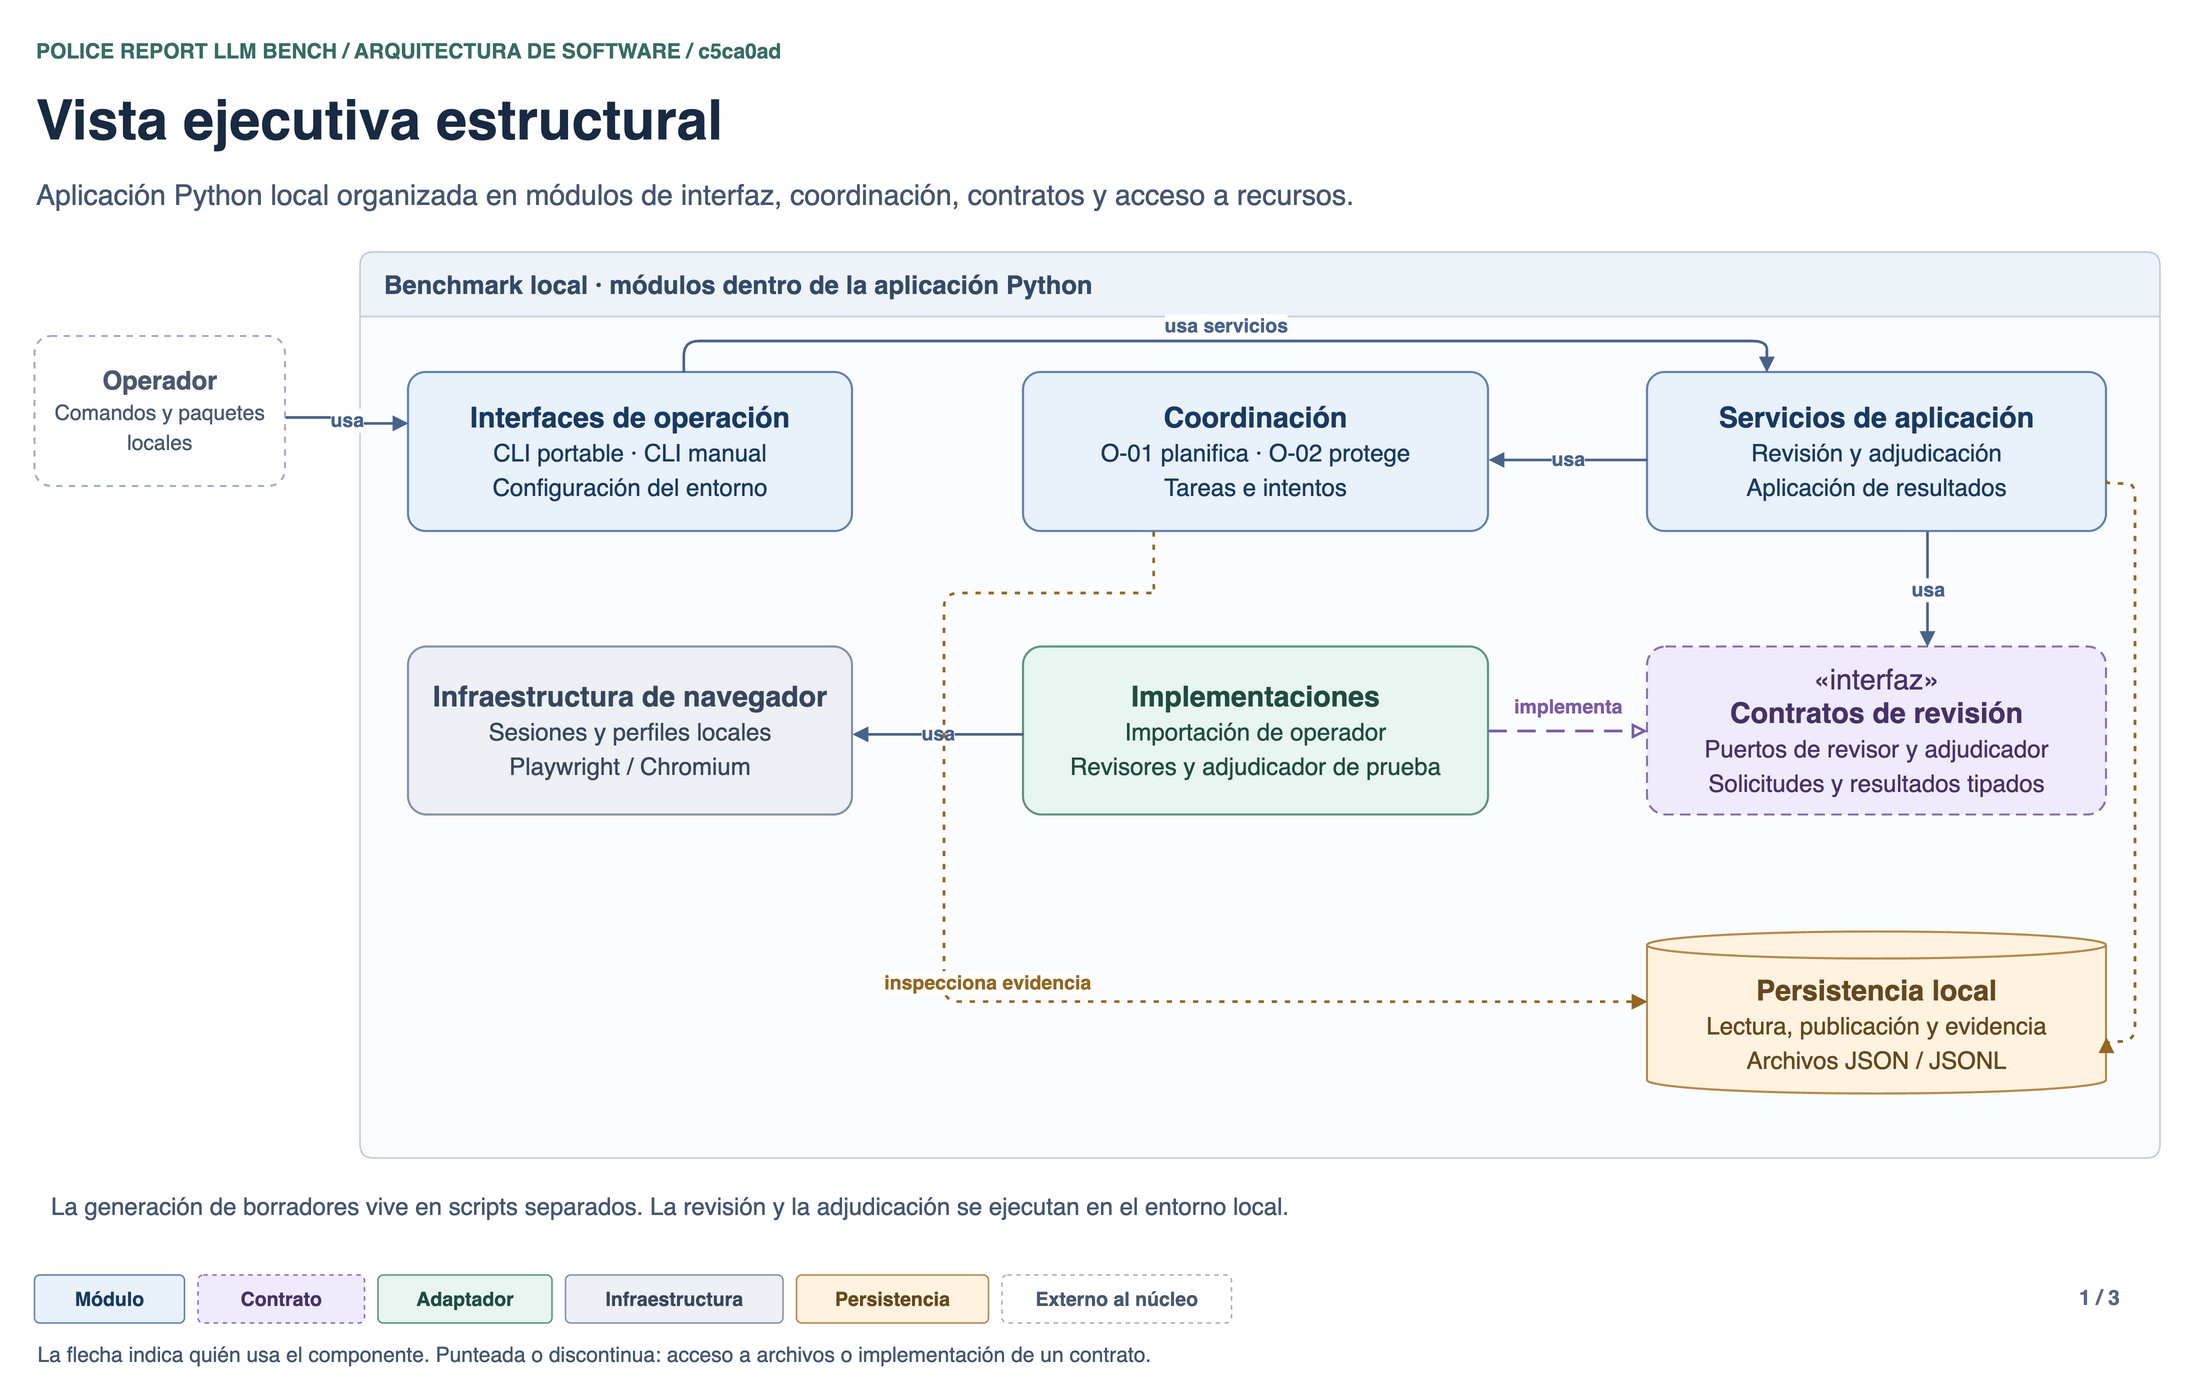 POLICE REPORT LLM BENCH / ARQUITECTURA DE SOFTWARE / c5ca0ad
Vista ejecutiva estructural
Aplicación Python local organizada en módulos de interfaz, coordinación, contratos y acceso a recursos.
Benchmark local · módulos dentro de la aplicación Python
usa servicios
Operador
Comandos y paquetes
locales
usa
Interfaces de operación
CLI portable · CLI manual
Configuración del entorno
Coordinación
O-01 planifica · O-02 protege
Tareas e intentos
usa
Servicios de aplicación
Revisión y adjudicación
Aplicación de resultados
usa
Infraestructura de navegador
Sesiones y perfiles locales
Playwright / Chromium
usa
Implementaciones
Importación de operador
Revisores y adjudicador de prueba
implementa
«interfaz»
Contratos de revisión
Puertos de revisor y adjudicador
Solicitudes y resultados tipados
inspecciona evidencia
Persistencia local
Lectura, publicación y evidencia
Archivos JSON / JSONL
La generación de borradores vive en scripts separados. La revisión y la adjudicación se ejecutan en el entorno local.
Módulo
Contrato
Adaptador
Infraestructura
Persistencia
Externo al núcleo
1 / 3
La flecha indica quién usa el componente. Punteada o discontinua: acceso a archivos o implementación de un contrato.